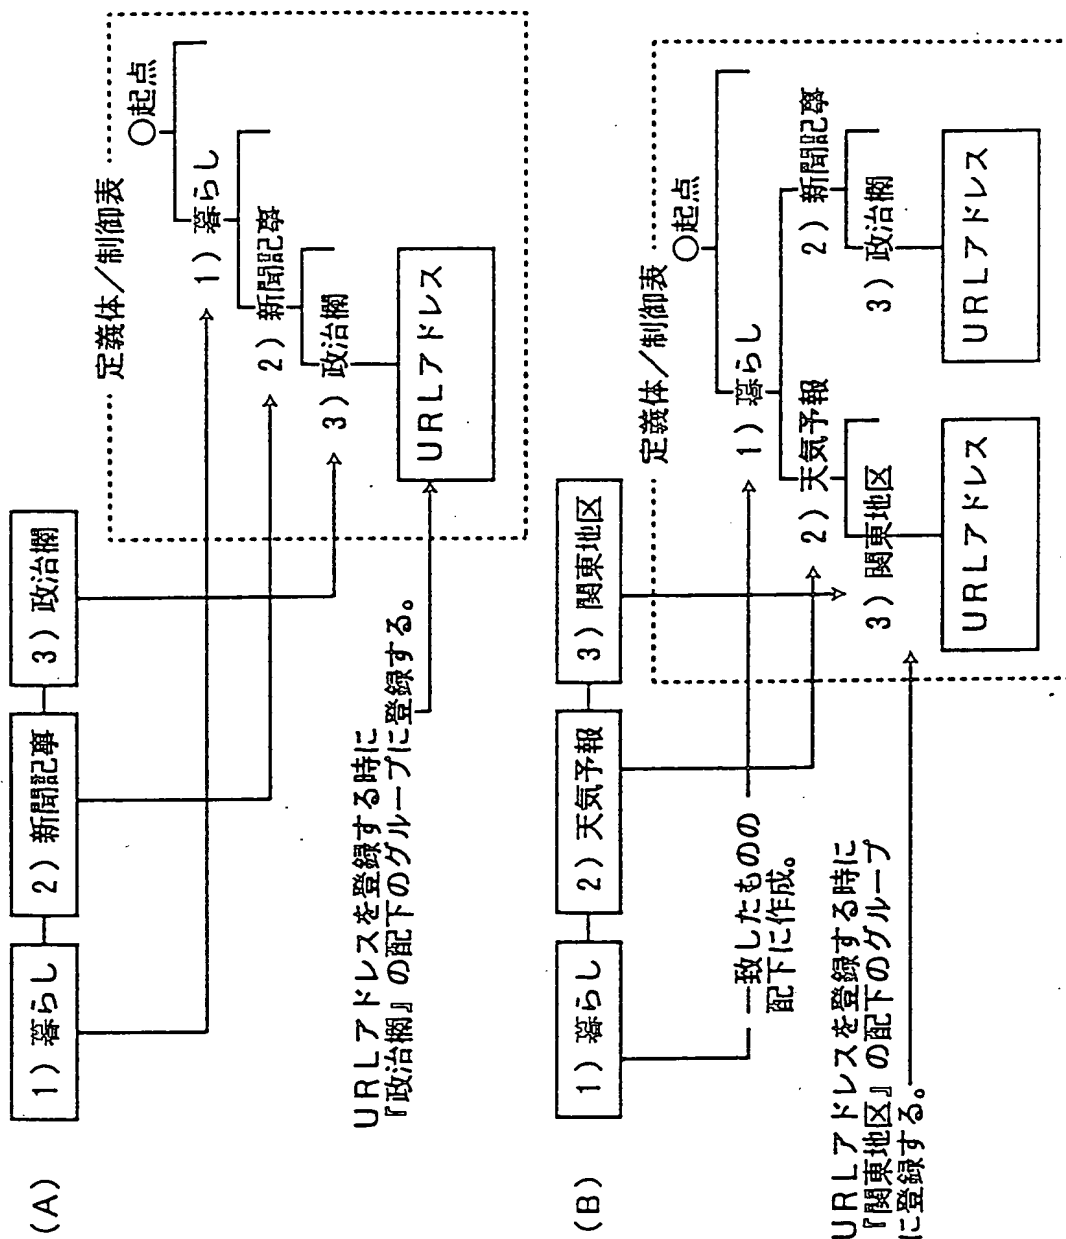 (A)
1) 暮らし
2) 新聞記事
3) 政治欄
定義体/制御表
○起点
1) 暮らし
2) 新聞記事
3) 政治欄
URLアドレス
URLアドレスを登録する時に
『政治欄』の配下のグループに登録する。
(B)
1) 暮らし
2) 天気予報
3) 関東地区
定義体/制御表
○起点
1) 暮らし
2) 天気予報
2) 新聞記事
3) 関東地区
3) 政治欄
URLアドレス
URLアドレス
一致したものの
配下に作成。
URLアドレスを登録する時に
『関東地区』の配下のグループ
に登録する。